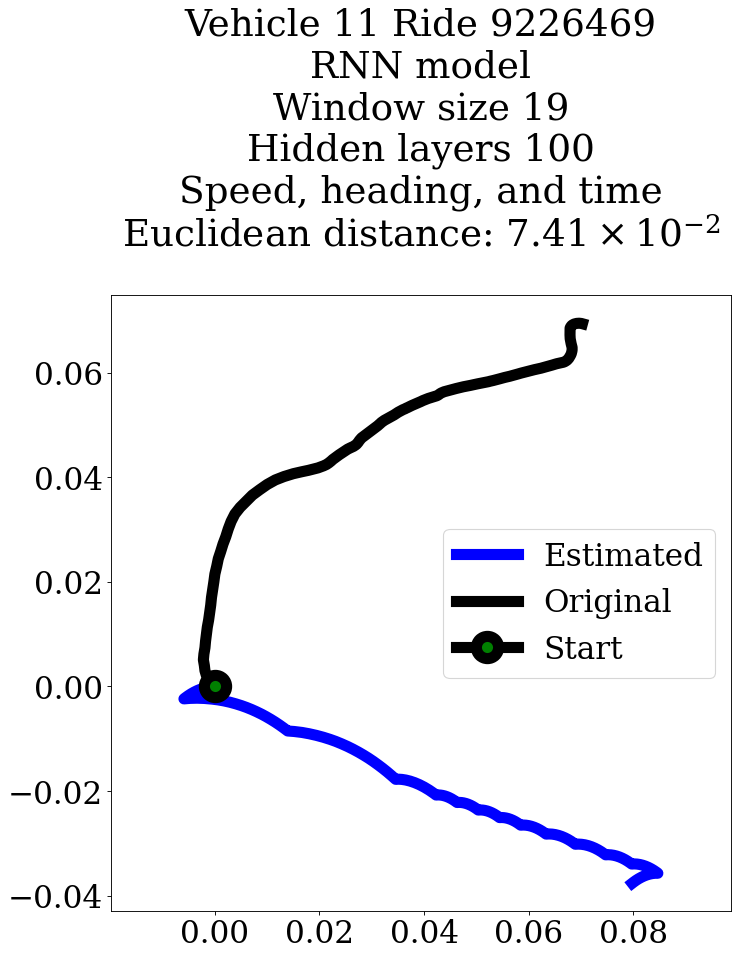 Vehicle 11 Ride 9226469
RNN model
Window size 19
Hidden layers 100
Speed, heading, and time
Euclidean distance: 7.41 × 10⁻²
0.06
0.04
0.02
0.00
−0.02
−0.04
Estimated
Original
Start
0.00 0.02 0.04 0.06 0.08